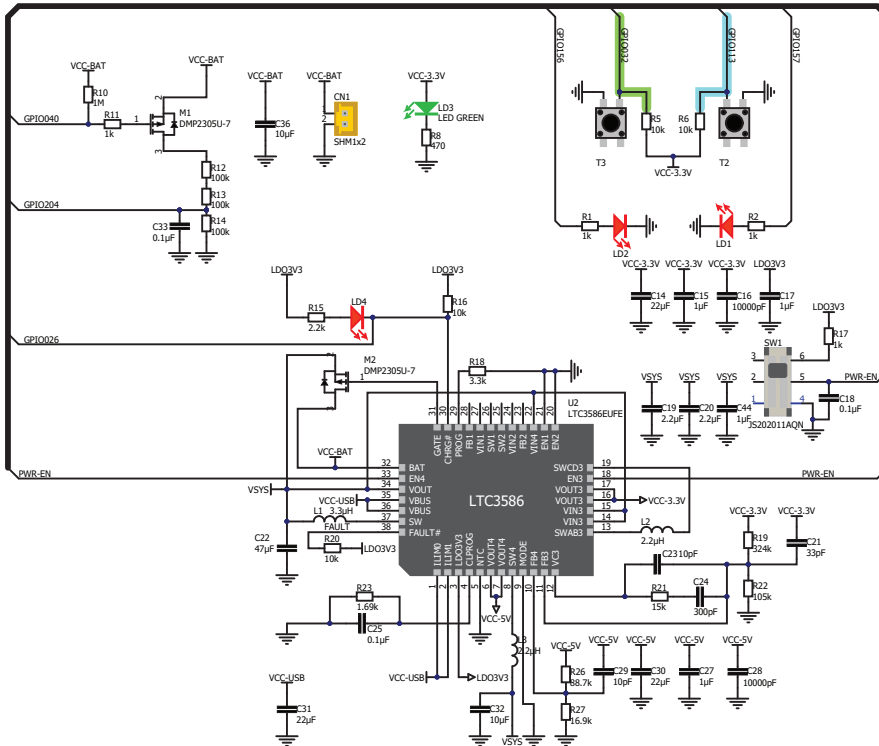 VCC-BAT
R10
1M
GPIO040
R11
1k
1
2
3
M1
DMP2305U-7
VCC-BAT
R12
100k
R13
100k
R14
100k
GPIO204
C33
0.1µF
VCC-BAT
C36
10µF
VCC-BAT
CN1
1
2
SHM1x2
VCC-3.3V
LD3
LED GREEN
R8
470
GPIO156
GPIO032
GPIO113
GPIO157
R5
10k
R6
10k
T3
T2
VCC-3.3V
R1
1k
LD2
LD1
R2
1k
LDO3V3
R15
2.2k
LD4
LDO3V3
R16
10k
GPIO026
VCC-3.3V
C14
22µF
VCC-3.3V
C15
1µF
VCC-3.3V
C16
10000pF
LDO3V3
C17
1µF
LDO3V3
R17
1k
SW1
3
2
1
6
5
4
JS202011AQN
PWR-EN
C18
0.1µF
VSYS
C19
2.2µF
VSYS
C20
2.2µF
VSYS
C44
1µF
2
M2
DMP2305U-7
1
R18
3.3k
U2
LTC3586EUFE
31
30
29
28
27
26
25
24
23
22
21
20
GATE
CHRG#
PROG
FB1
VIN1
SW1
SW2
VIN2
FB2
VIN4
EN1
EN2
LTC3586
VCC-BAT
PWR-EN
VSYS
VCC-USB
L1 3.3µH
FAULT
32 BAT
33 EN4
34 VOUT
35 VBUS
36 VBUS
37 SW
38 FAULT#
SWCD3 19
EN3 18
VOUT3 17
VOUT3 16
VIN3 15
VIN3 14
SWAB3 13
PWR-EN
VCC-3.3V
L2
2.2µH
C22
47µF
R20
10k
LDO3V3
ILIM0
ILIM1
LDO3V3
CLPROG
NTC
VOUT4
VOUT4
SW4
MODE
FB4
FB3
VC3
1
2
3
4
5
6
7
8
9
10
11
12
C23 10pF
R21
15k
C24
300pF
VCC-3.3V
R19
324k
R22
105k
VCC-3.3V
C21
33pF
R23
1.69k
C25
0.1µF
VCC-5V
L3
2.2µH
VCC-USB
C31
22µF
VCC-USB
LDO3V3
C32
10µF
VSYS
VCC-5V
R26
88.7k
R27
16.9k
VCC-5V
C29
10pF
VCC-5V
C30
22µF
VCC-5V
C27
1µF
VCC-5V
C28
10000pF